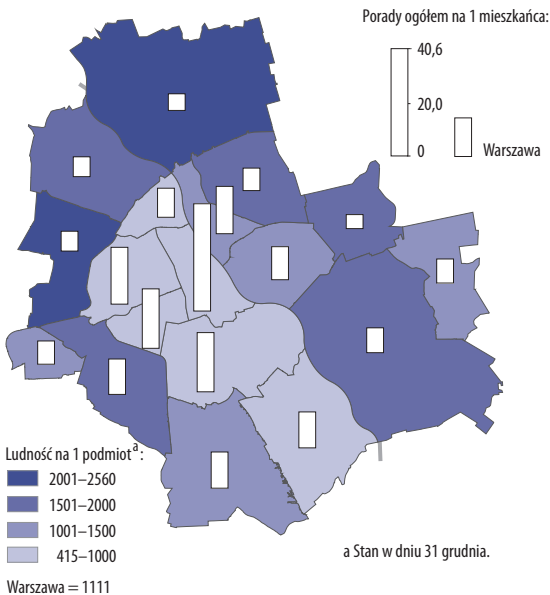 Porady ogółem na 1 mieszkańca:
40,6
20,0
0
Warszawa
Ludność na 1 podmiot a :
2001–2560
1501–2000
1001–1500
415–1000
Warszawa = 1111
a Stan w dniu 31 grudnia.